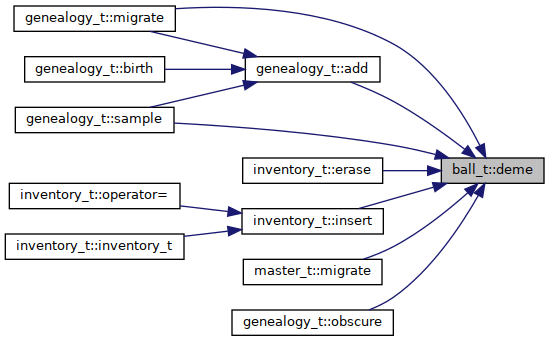 genealogy_t::migrate
genealogy_t::birth
genealogy_t::add
genealogy_t::sample
inventory_t::erase
ball_t::deme
inventory_t::operator=
inventory_t::insert
inventory_t::inventory_t
master_t::migrate
genealogy_t::obscure